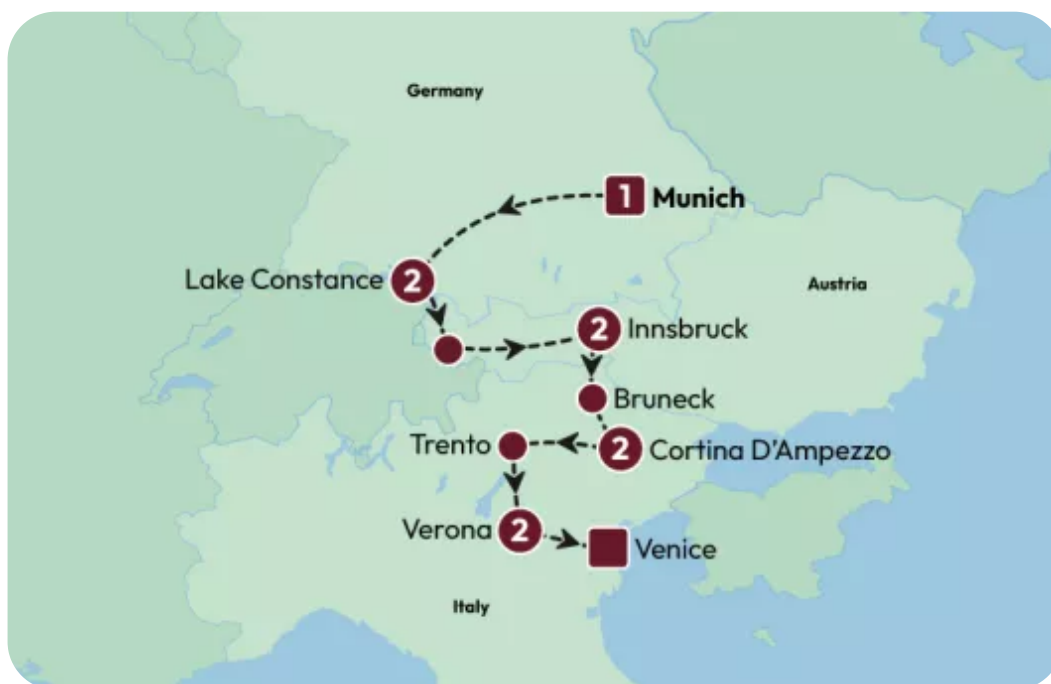 Germany
1 Munich
Lake Constance 2
Austria
2 Innsbruck
Bruneck
Trento
2 Cortina D'Ampezzo
Verona 2
Venice
Italy